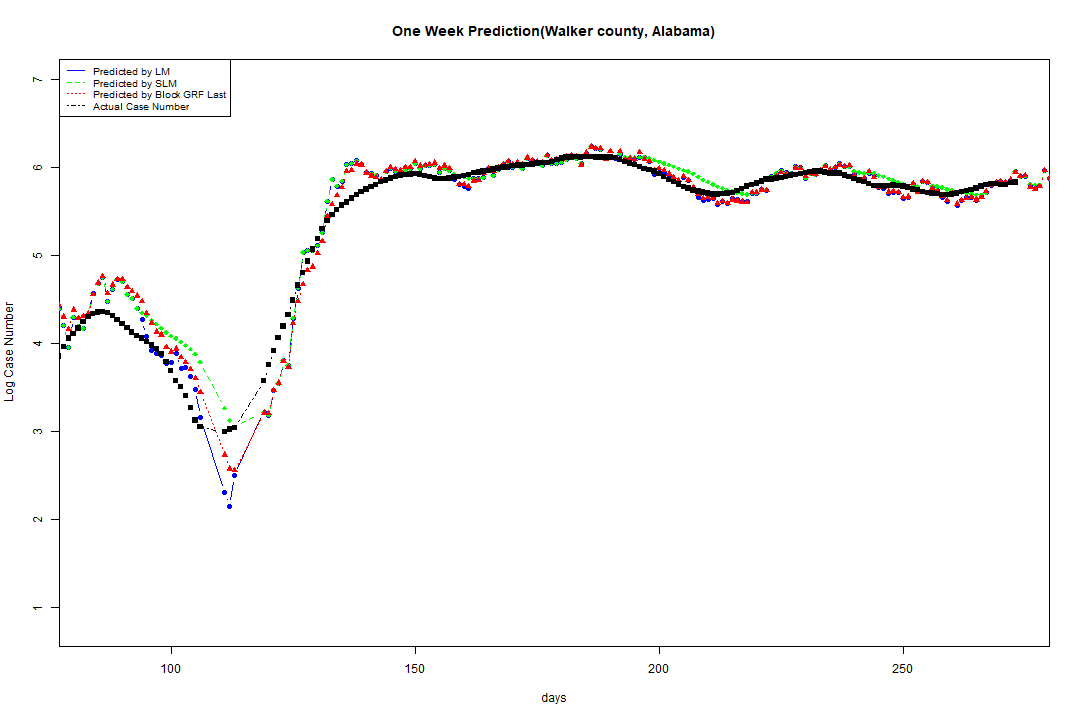 One Week Prediction(Walker county, Alabama)
Predicted by LM
Predicted by SLM
Predicted by Block GRF Last
Actual Case Number
7
6
5
4
3
2
1
Log Case Number
100 150 200 250
days